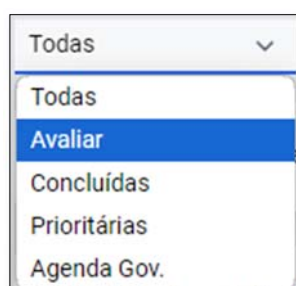 Todas
Todas
Avaliar
Concluídas
Prioritárias
Agenda Gov.